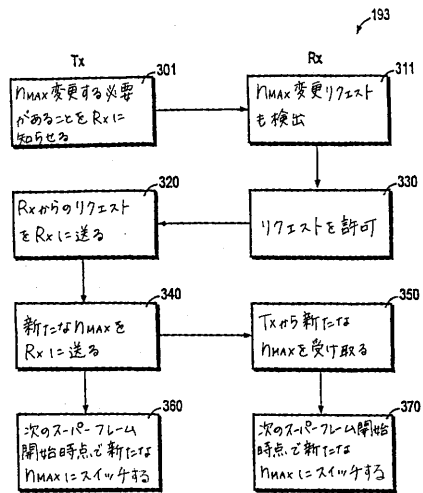 193
Tx
Rx
301
nMAX変更する必要
があることをRxに
知らせる
311
nMAX変更リクエスト
も検出
320
Rxからのリクエスト
をRxに送る
330
リクエストを許可
340
新たなnMAXを
Rxに送る
350
Txから新たな
nMAXを受け取る
360
次のスーパーフレーム
開始時点で新たな
nMAXにスイッチする
370
次のスーパーフレーム開始
時点で新たな
nMAXにスイッチする